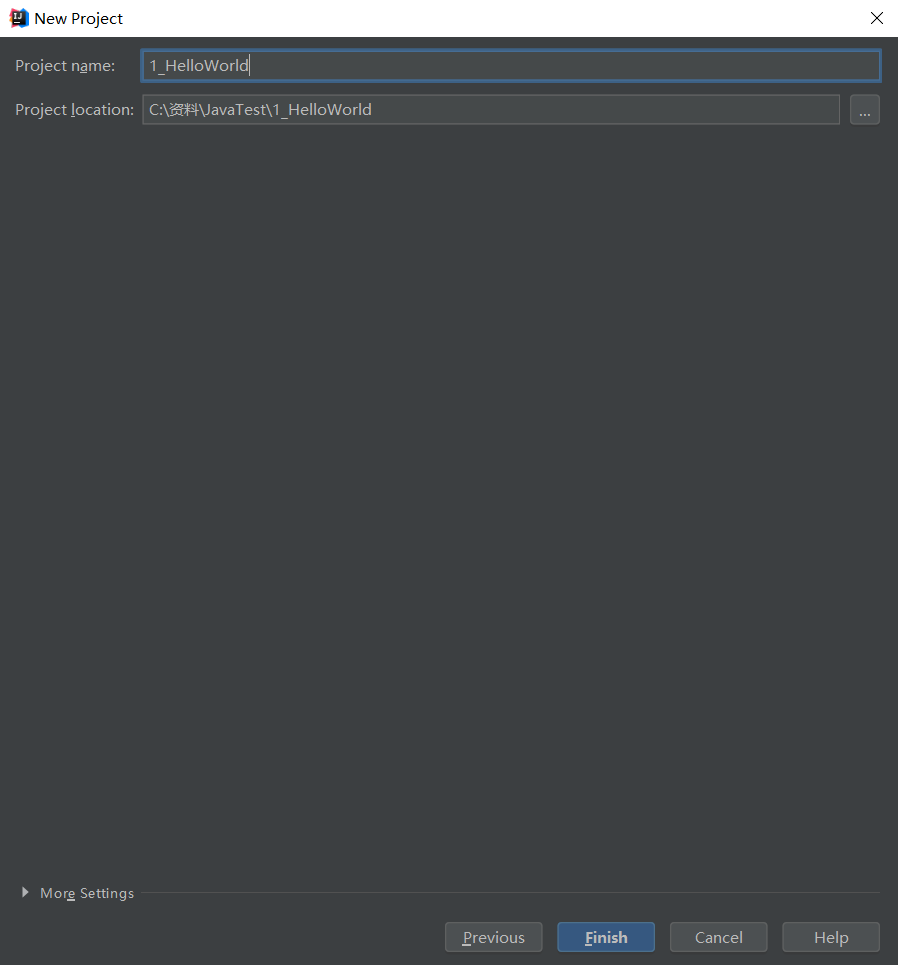 New Project
Project name: 1_HelloWorld
Project location: C:\资料\JavaTest\1_HelloWorld ...
More Settings
Previous Finish Cancel Help